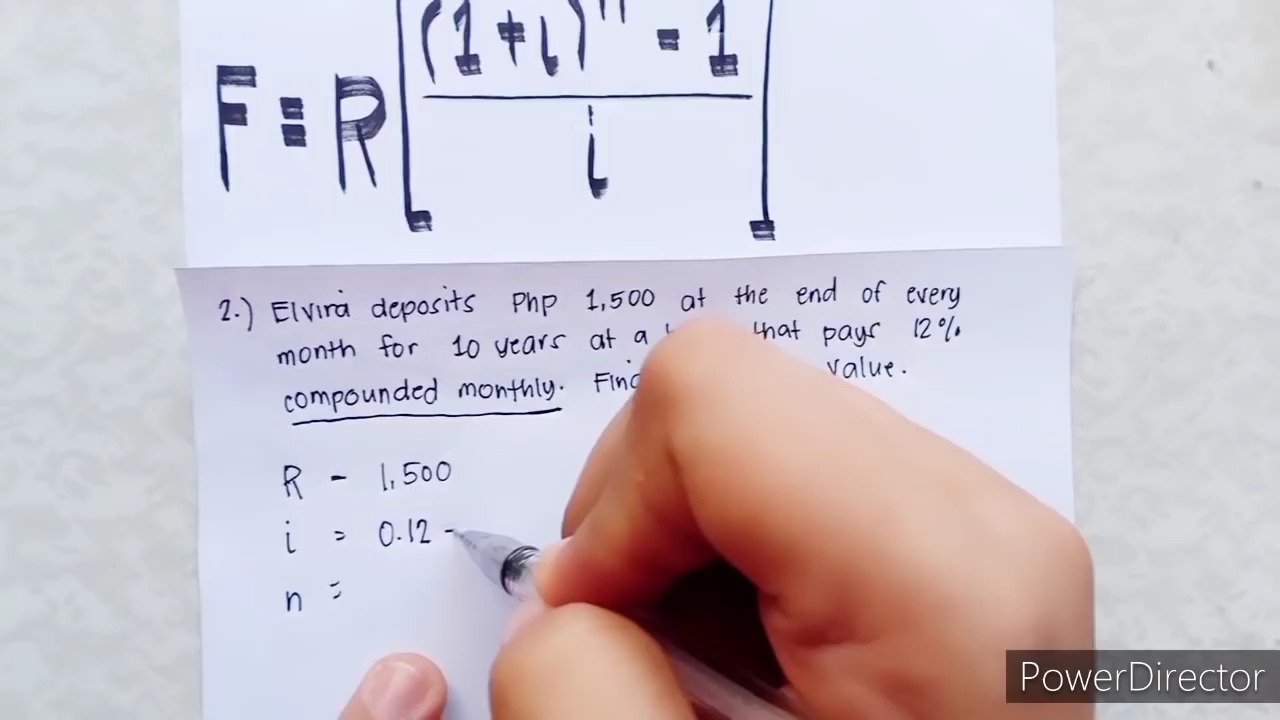 (1+i)ⁿ - 1
F = R
i
2.) Elvira deposits Php 1,500 at the end of every
month for 10 years at a that pays 12%
compounded monthly. value.
R - 1,500
i = 0.12 -
n =
PowerDirector